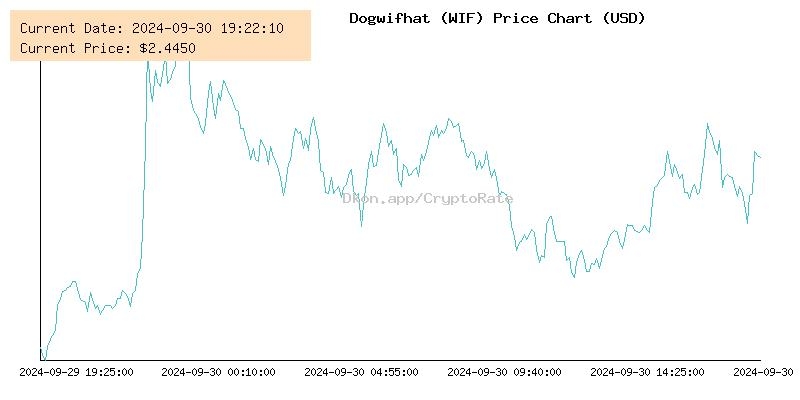 Dogwifhat (WIF) Price Chart (USD)
Current Date: 2024-09-30 19:22:10
Current Price: $2.4450
DMon.app/CryptoRate
2024-09-29 19:25:00 2024-09-30 00:10:00 2024-09-30 04:55:00 2024-09-30 09:40:00 2024-09-30 14:25:00 2024-09-30